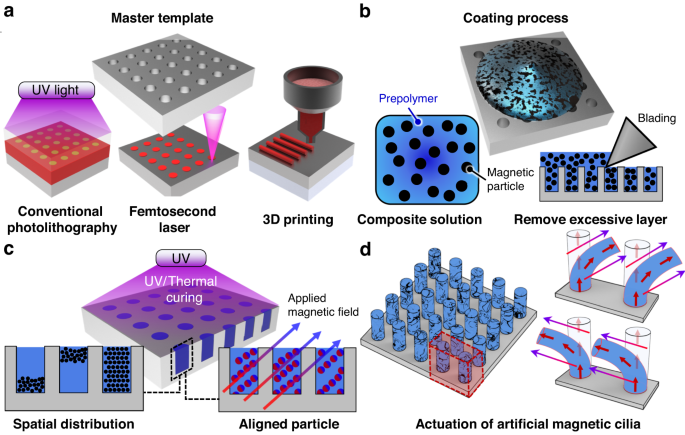 a
Master template
UV light
Conventional
photolithography
Femtosecond
laser
3D printing
b
Coating process
Prepolymer
Magnetic
particle
Blading
Composite solution
Remove excessive layer
c
UV
UV/Thermal
curing
Applied
magnetic field
Spatial distribution
Aligned particle
d
Actuation of artificial magnetic cilia